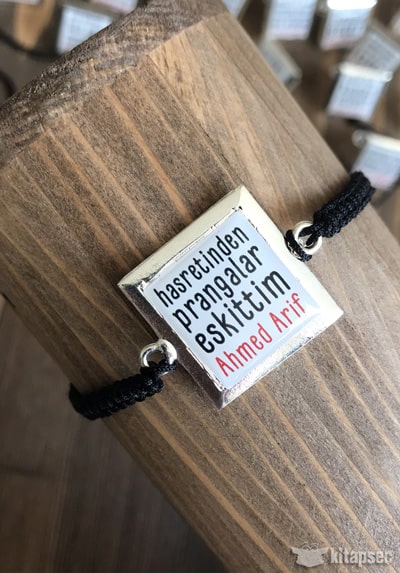 hasretinden
prangalar
eskittim
Ahmed Arif
kitapsec